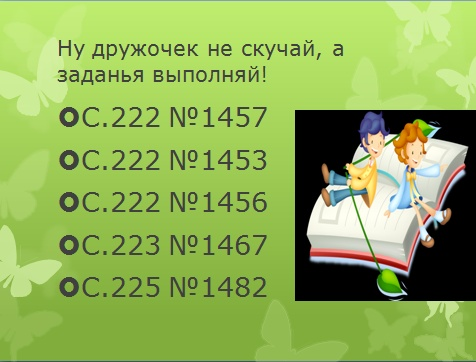 Ну дружочек не скучай, а
заданья выполняй!
С.222 №1457
С.222 №1453
С.222 №1456
С.223 №1467
С.225 №1482